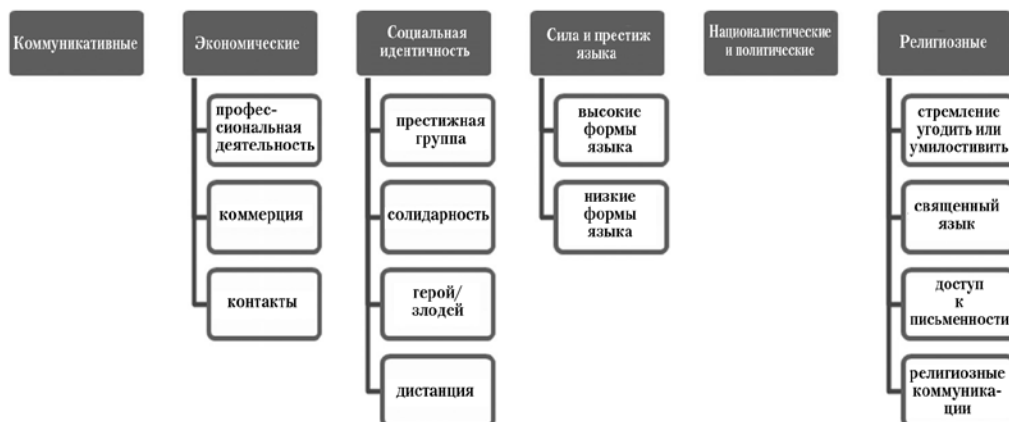 Коммуникативные
Экономические
профес-
сиональная
деятельность
коммерция
контакты
Социальная
идентичность
престижная
группа
солидарность
герой/
злодей
дистанция
Сила и престиж
языка
высокие
формы
языка
низкие
формы
языка
Националистические
и политические
Религиозные
стремление
угодить или
умилостивить
священный
язык
доступ
к
письменности
религиозные
коммуника-
ции